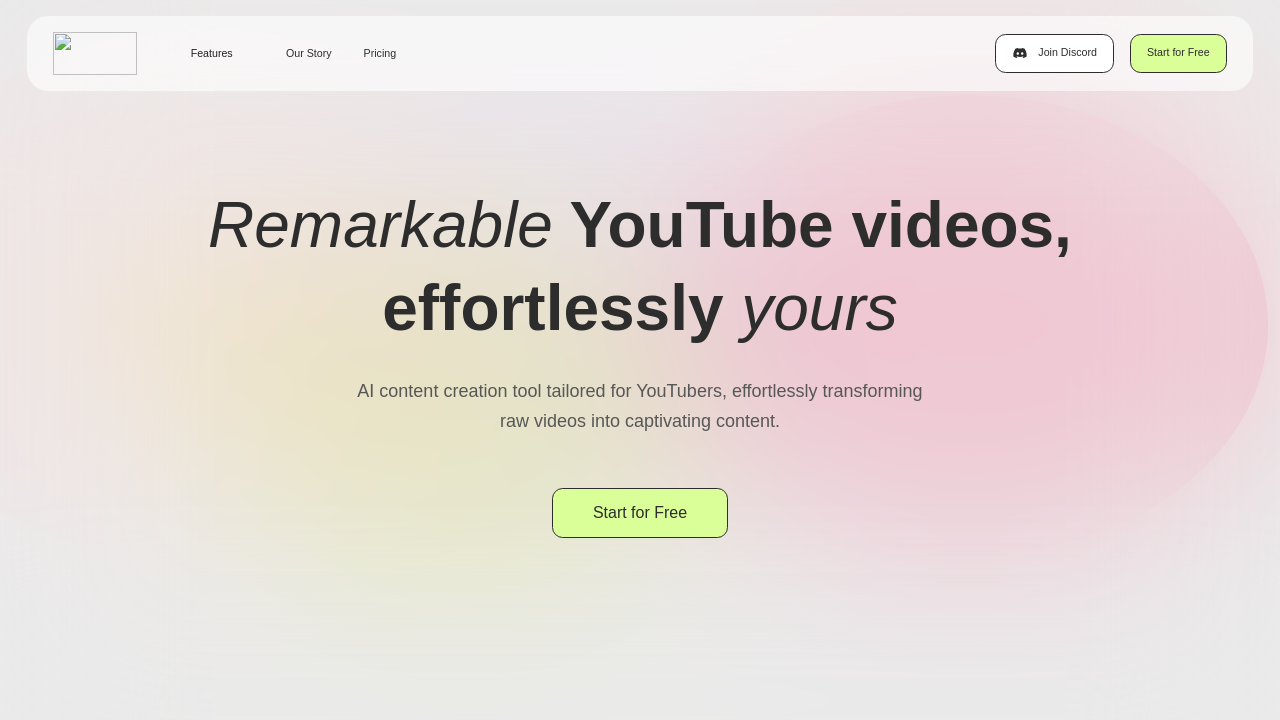 Features
Our Story
Pricing
Join Discord
Start for Free
Remarkable YouTube videos,
effortlessly yours
AI content creation tool tailored for YouTubers, effortlessly transforming
raw videos into captivating content.
Start for Free